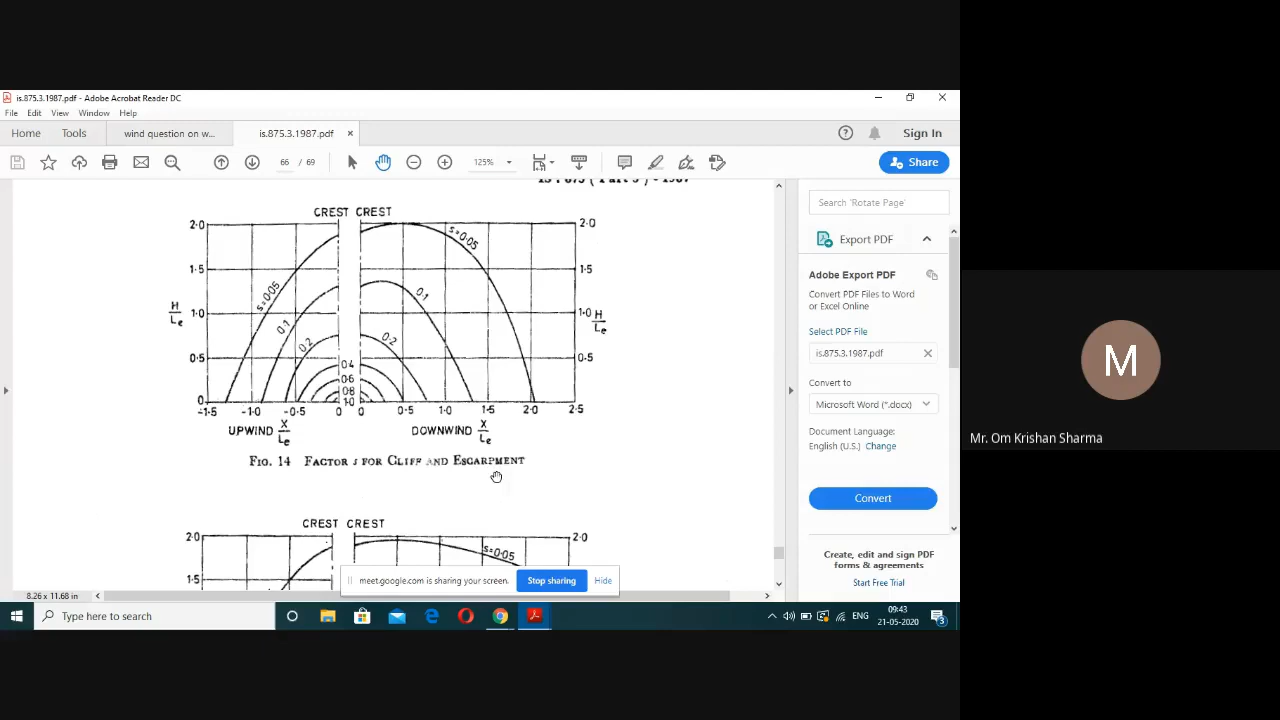 is.875.3.1987.pdf - Adobe Acrobat Reader DC
File Edit View Window Help
Home Tools wind question on w... is.875.3.1987.pdf × Sign In
66 / 69 125% Share
IS : 875 ( Part 3 ) - 1987
CREST CREST
2·0 2·0
s=0·05 s=0·05
1·5 1·5
0·1 0·1
H/Le 1·0 1·0 H/Le
0·2 0·2
0·5 0·4 0·5
0·6
0·8
0 1·0
-1·5 -1·0 -0·5 0 0 0·5 1·0 1·5 2·0 2·5
UPWIND X/Le DOWNWIND X/Le
FIG. 14 FACTOR s FOR CLIFF AND ESCARPMENT
CREST CREST
2·0 2·0
s=0·05
1·5
Search 'Rotate Page'
Export PDF
Adobe Export PDF
Convert PDF Files to Word
or Excel Online
Select PDF File
is.875.3.1987.pdf ×
Convert to
Microsoft Word (*.docx)
Document Language:
English (U.S.) Change
Convert
Create, edit and sign PDF
forms & agreements
Start Free Trial
meet.google.com is sharing your screen. Stop sharing Hide
8.26 x 11.68 in
Type here to search
ENG
09:43
21-05-2020
3
M
Mr. Om Krishan Sharma